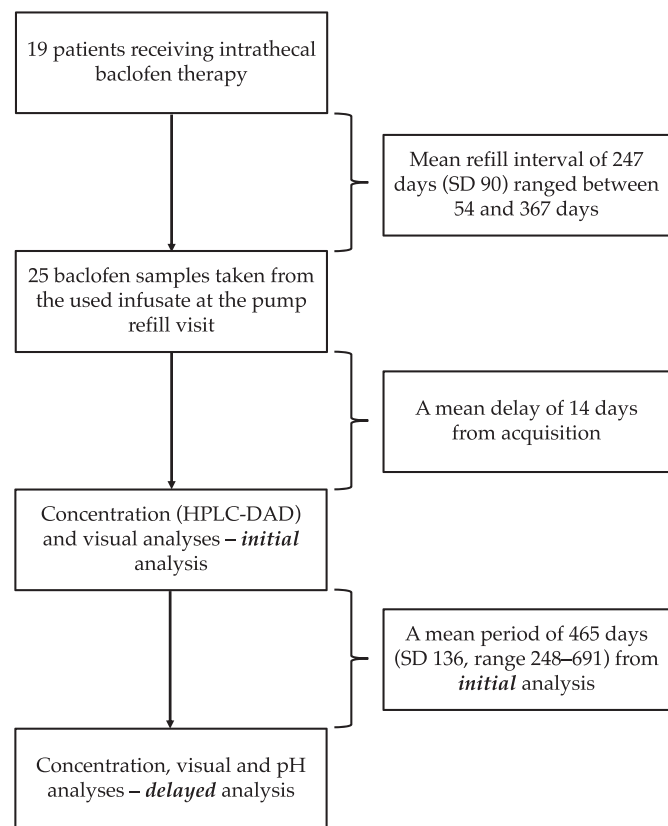 19 patients receiving intrathecal
baclofen therapy
Mean refill interval of 247
days (SD 90) ranged between
54 and 367 days
25 baclofen samples taken from
the used infusate at the pump
refill visit
A mean delay of 14 days
from acquisition
Concentration (HPLC-DAD)
and visual analyses – initial
analysis
A mean period of 465 days
(SD 136, range 248–691) from
initial analysis
Concentration, visual and pH
analyses – delayed analysis